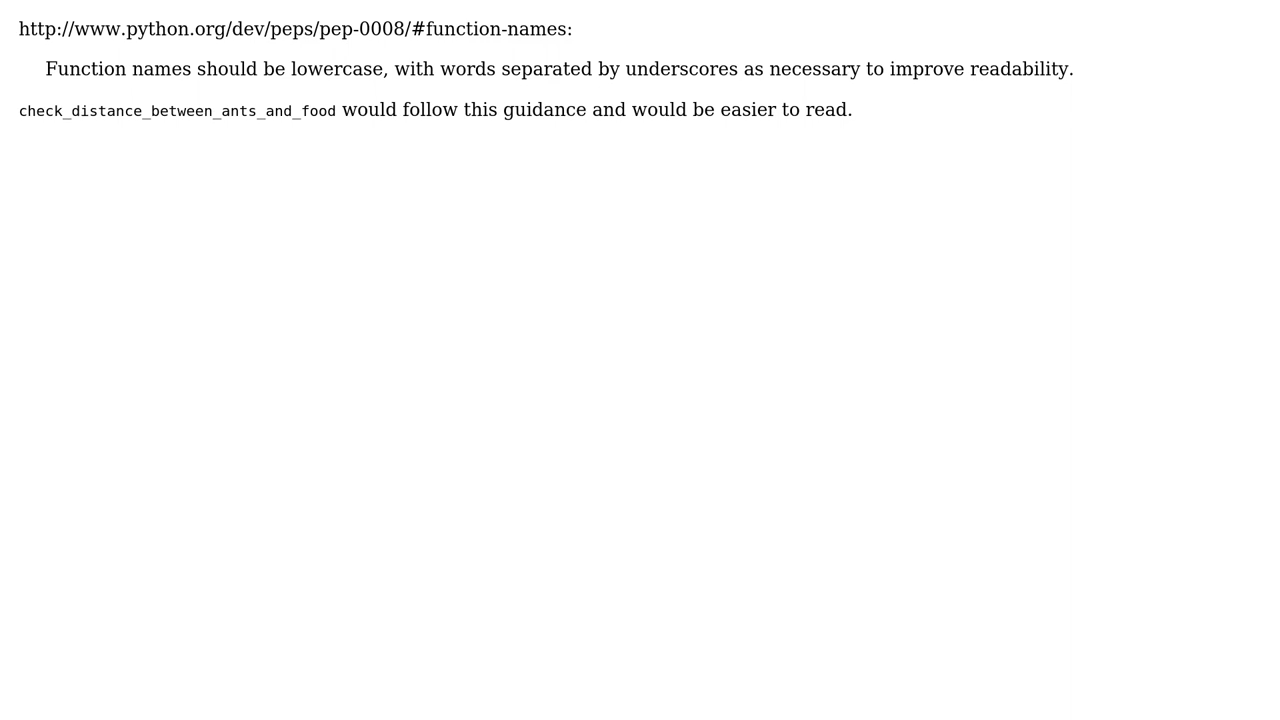 http://www.python.org/dev/peps/pep-0008/#function-names:
Function names should be lowercase, with words separated by underscores as necessary to improve readability.
check_distance_between_ants_and_food would follow this guidance and would be easier to read.